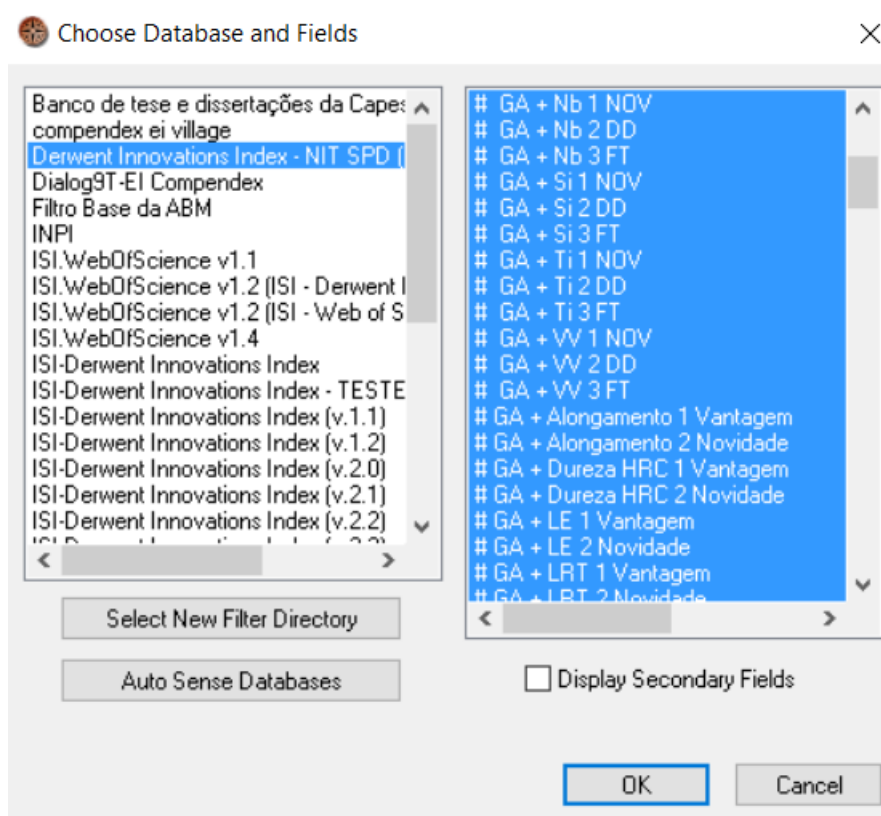 Choose Database and Fields
Banco de tese e dissertações da Capes
compendex ei village
Derwent Innovations Index - NIT SPD (
Dialog9T-EI Compendex
Filtro Base da ABM
INPI
ISI.WebOfScience v1.1
ISI.WebOfScience v1.2 (ISI - Derwent I
ISI.WebOfScience v1.2 (ISI - Web of S
ISI.WebOfScience v1.4
ISI-Derwent Innovations Index
ISI-Derwent Innovations Index - TESTE
ISI-Derwent Innovations Index (v.1.1)
ISI-Derwent Innovations Index (v.1.2)
ISI-Derwent Innovations Index (v.2.0)
ISI-Derwent Innovations Index (v.2.1)
ISI-Derwent Innovations Index (v.2.2)
Select New Filter Directory
Auto Sense Databases
# GA + Nb 1 NOV
# GA + Nb 2 DD
# GA + Nb 3 FT
# GA + Si 1 NOV
# GA + Si 2 DD
# GA + Si 3 FT
# GA + Ti 1 NOV
# GA + Ti 2 DD
# GA + Ti 3 FT
# GA + VV 1 NOV
# GA + VV 2 DD
# GA + VV 3 FT
# GA + Alongamento 1 Vantagem
# GA + Alongamento 2 Novidade
# GA + Dureza HRC 1 Vantagem
# GA + Dureza HRC 2 Novidade
# GA + LE 1 Vantagem
# GA + LE 2 Novidade
# GA + LRT 1 Vantagem
# GA + LRT 2 Novidade
Display Secondary Fields
OK
Cancel